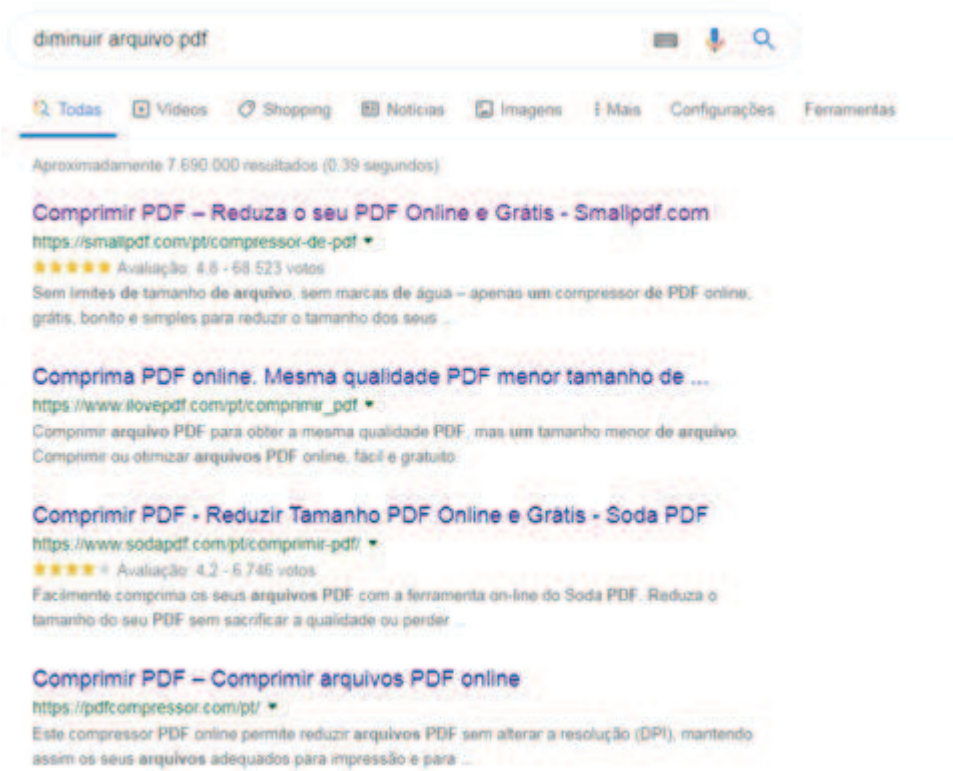 diminuir arquivo pdf
Todas Vídeos Shopping Notícias Imagens Mais Configurações Ferramentas
Aproximadamente 7.690.000 resultados (0,39 segundos)
Comprimir PDF – Reduza o seu PDF Online e Grátis - Smallpdf.com
https://smallpdf.com/pt/compressor-de-pdf
Avaliação: 4,8 - 68.523 votos
Sem limites de tamanho de arquivo, sem marcas de água – apenas um compressor de PDF online,
grátis, bonito e simples para reduzir o tamanho dos seus ...
Comprima PDF online. Mesma qualidade PDF menor tamanho de ...
https://www.ilovepdf.com/pt/comprimir_pdf
Comprimir arquivo PDF para obter a mesma qualidade PDF, mas um tamanho menor de arquivo.
Comprimir ou otimizar arquivos PDF online, fácil e gratuito.
Comprimir PDF - Reduzir Tamanho PDF Online e Grátis - Soda PDF
https://www.sodapdf.com/pt/comprimir-pdf/
Avaliação: 4,2 - 6.746 votos
Facilmente comprima os seus arquivos PDF com a ferramenta on-line do Soda PDF. Reduza o
tamanho do seu PDF sem sacrificar a qualidade ou perder ...
Comprimir PDF – Comprimir arquivos PDF online
https://pdfcompressor.com/pt/
Este compressor PDF online permite reduzir arquivos PDF sem alterar a resolução (DPI), mantendo
assim os seus arquivos adequados para impressão e para ...